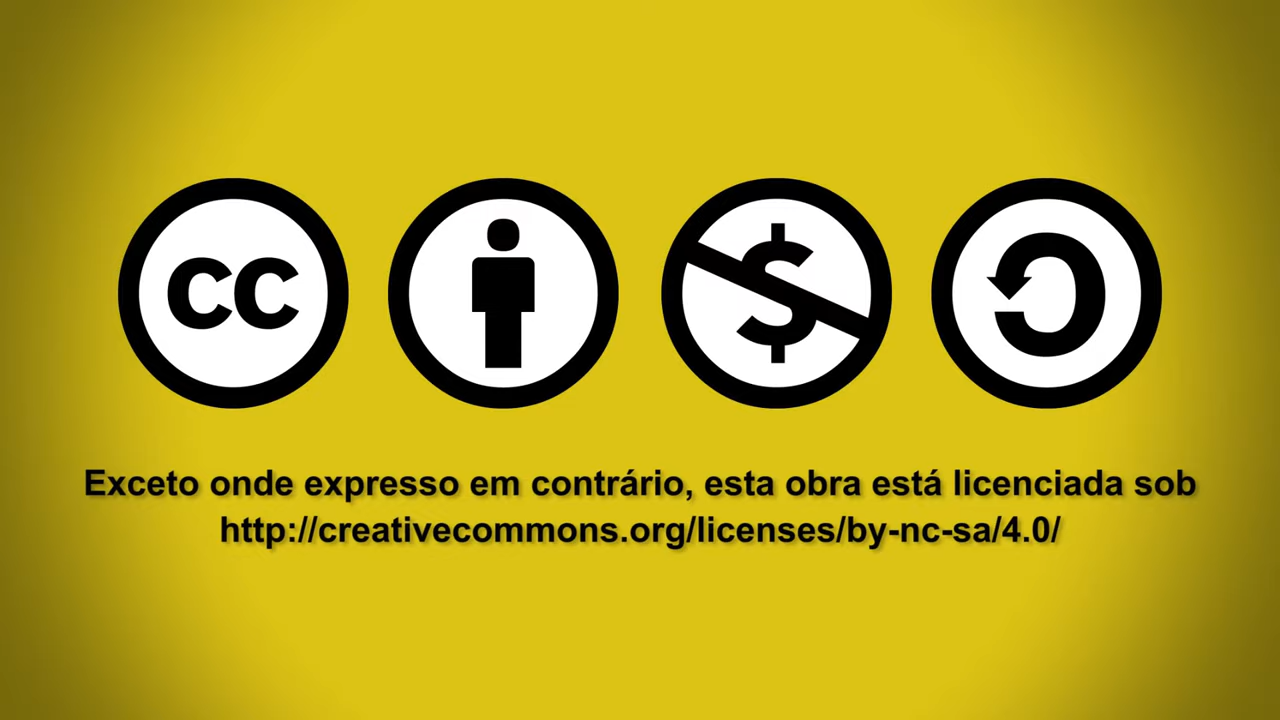 cc
Exceto onde expresso em contrário, esta obra está licenciada sob
http://creativecommons.org/licenses/by-nc-sa/4.0/